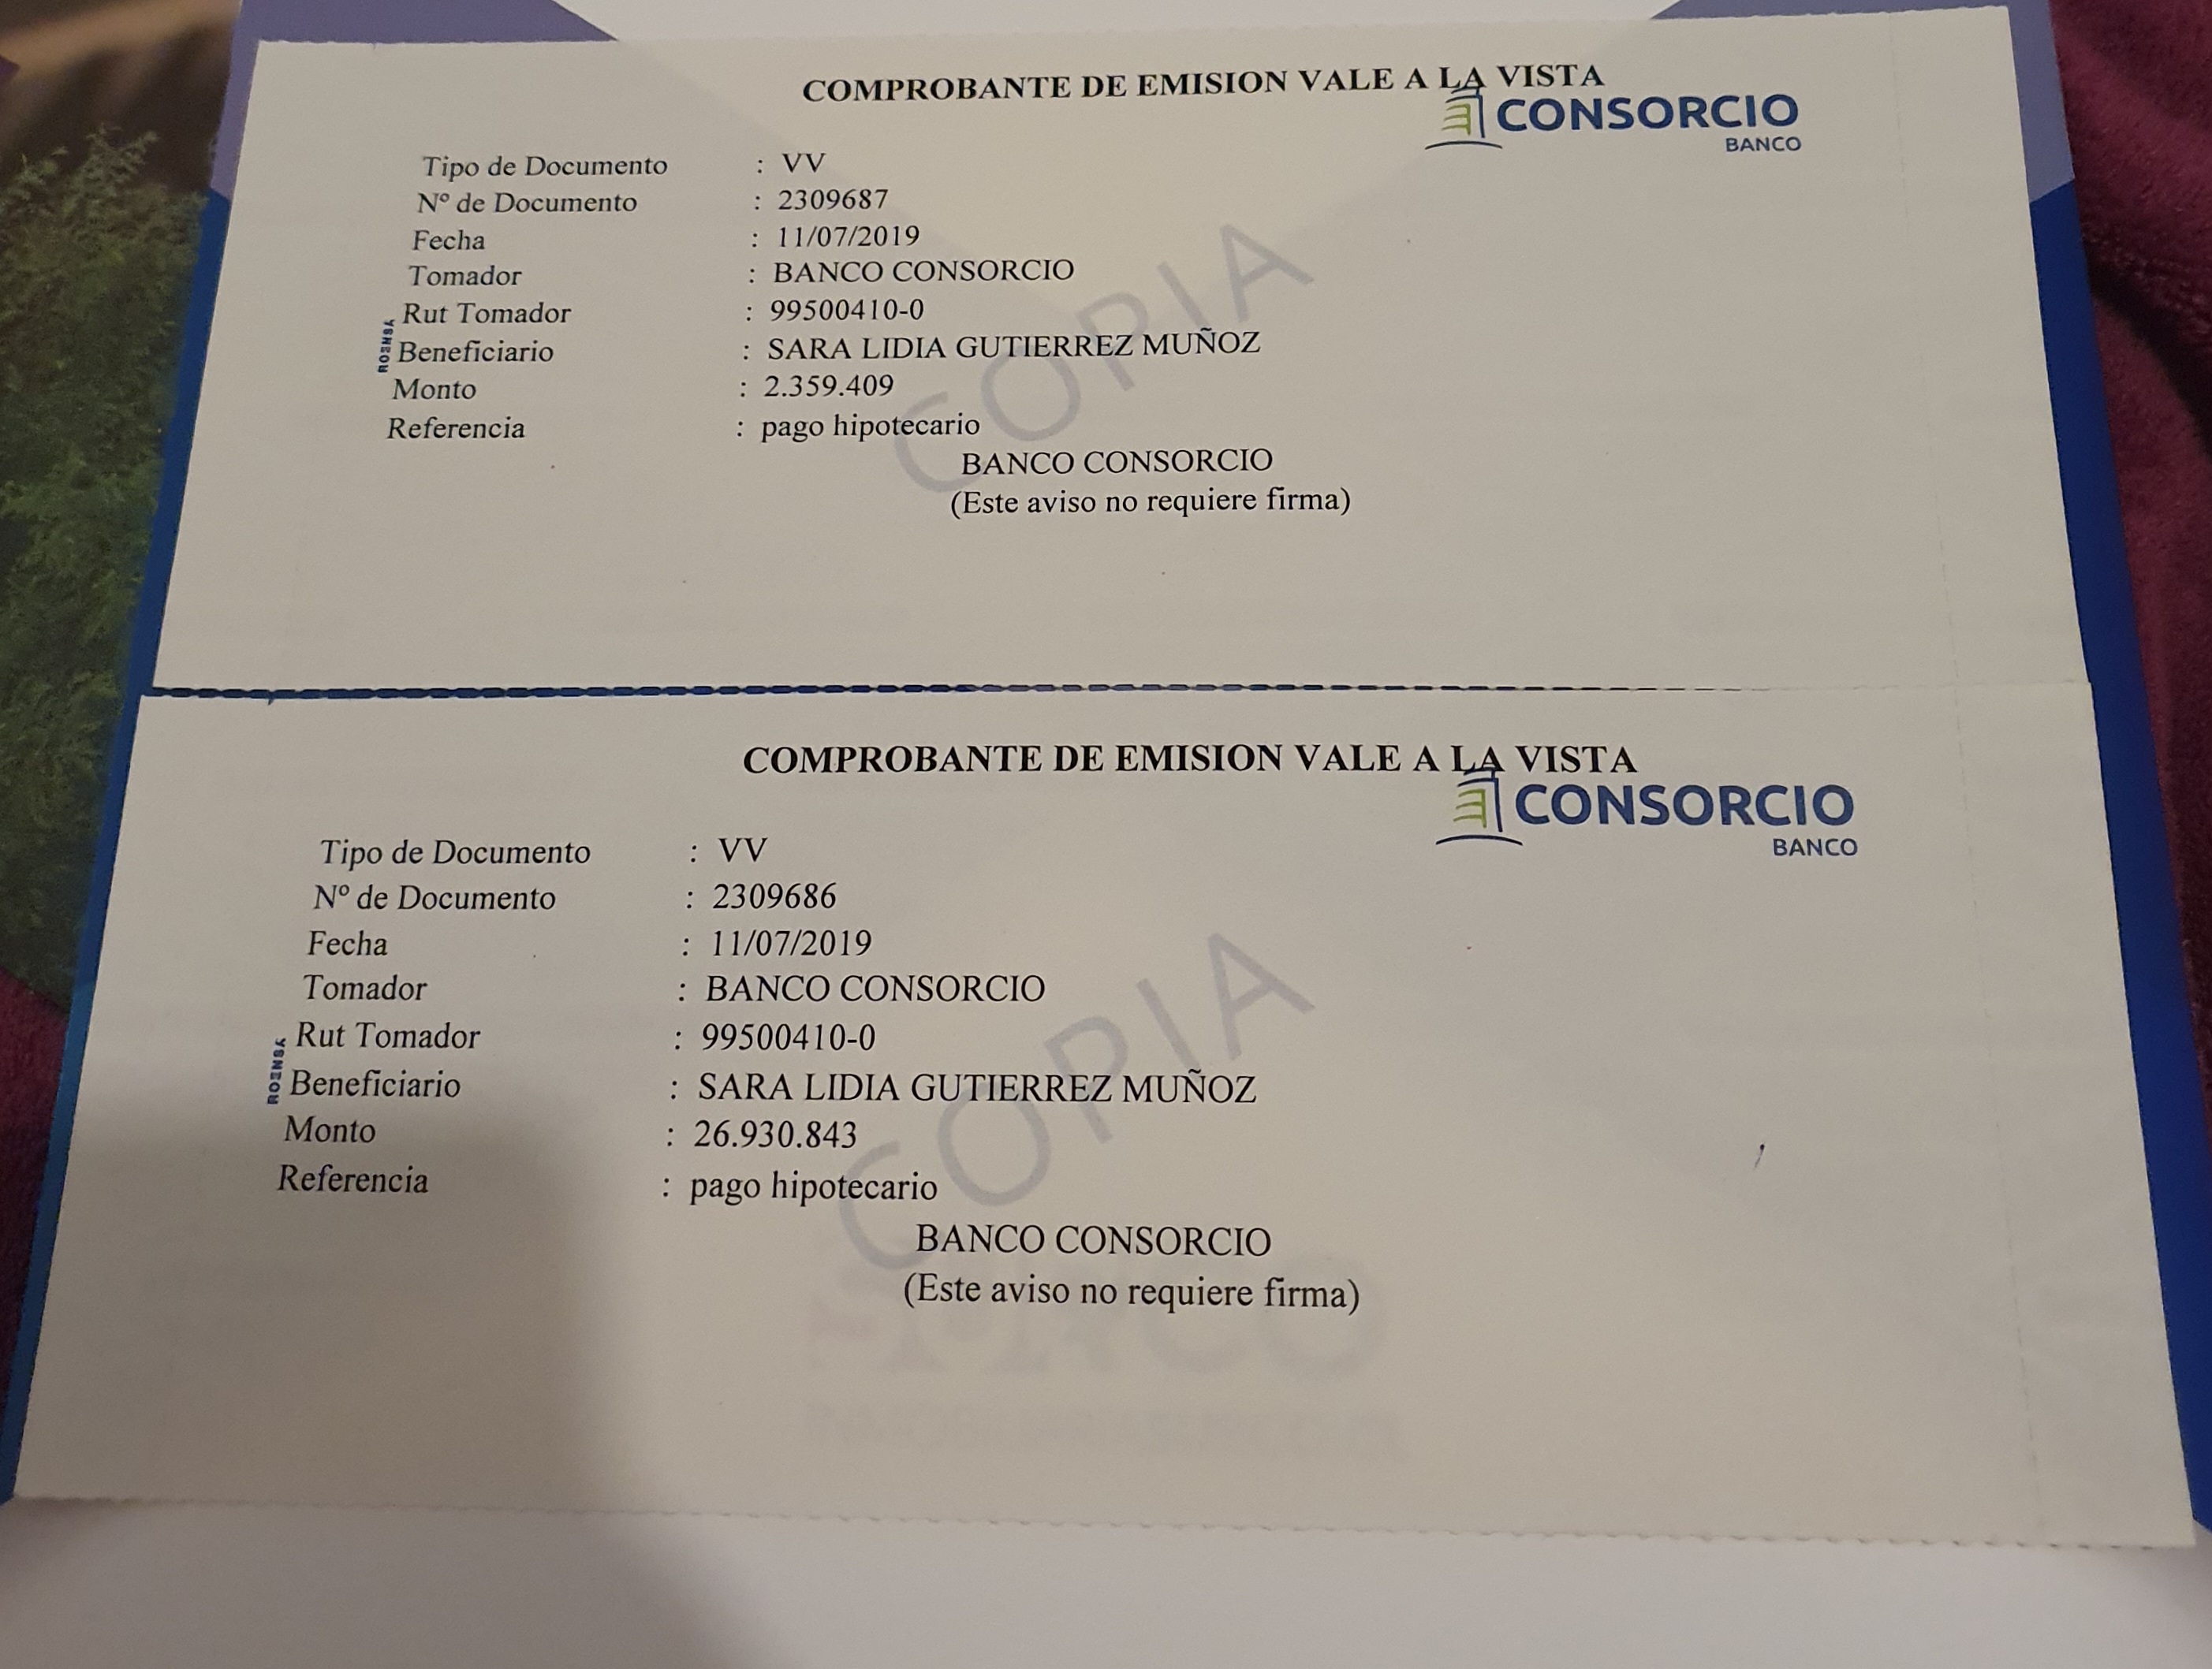 COMPROBANTE DE EMISION VALE A LA VISTA
CONSORCIO
BANCO
Tipo de Documento : VV
Nº de Documento : 2309687
Fecha : 11/07/2019
Tomador : BANCO CONSORCIO
Rut Tomador : 99500410-0
Beneficiario : SARA LIDIA GUTIERREZ MUÑOZ
Monto : 2.359.409
Referencia : pago hipotecario
BANCO CONSORCIO
(Este aviso no requiere firma)
COPIA
COMPROBANTE DE EMISION VALE A LA VISTA
CONSORCIO
BANCO
Tipo de Documento : VV
Nº de Documento : 2309686
Fecha : 11/07/2019
Tomador : BANCO CONSORCIO
Rut Tomador : 99500410-0
Beneficiario : SARA LIDIA GUTIERREZ MUÑOZ
Monto : 26.930.843
Referencia : pago hipotecario
BANCO CONSORCIO
(Este aviso no requiere firma)
COPIA